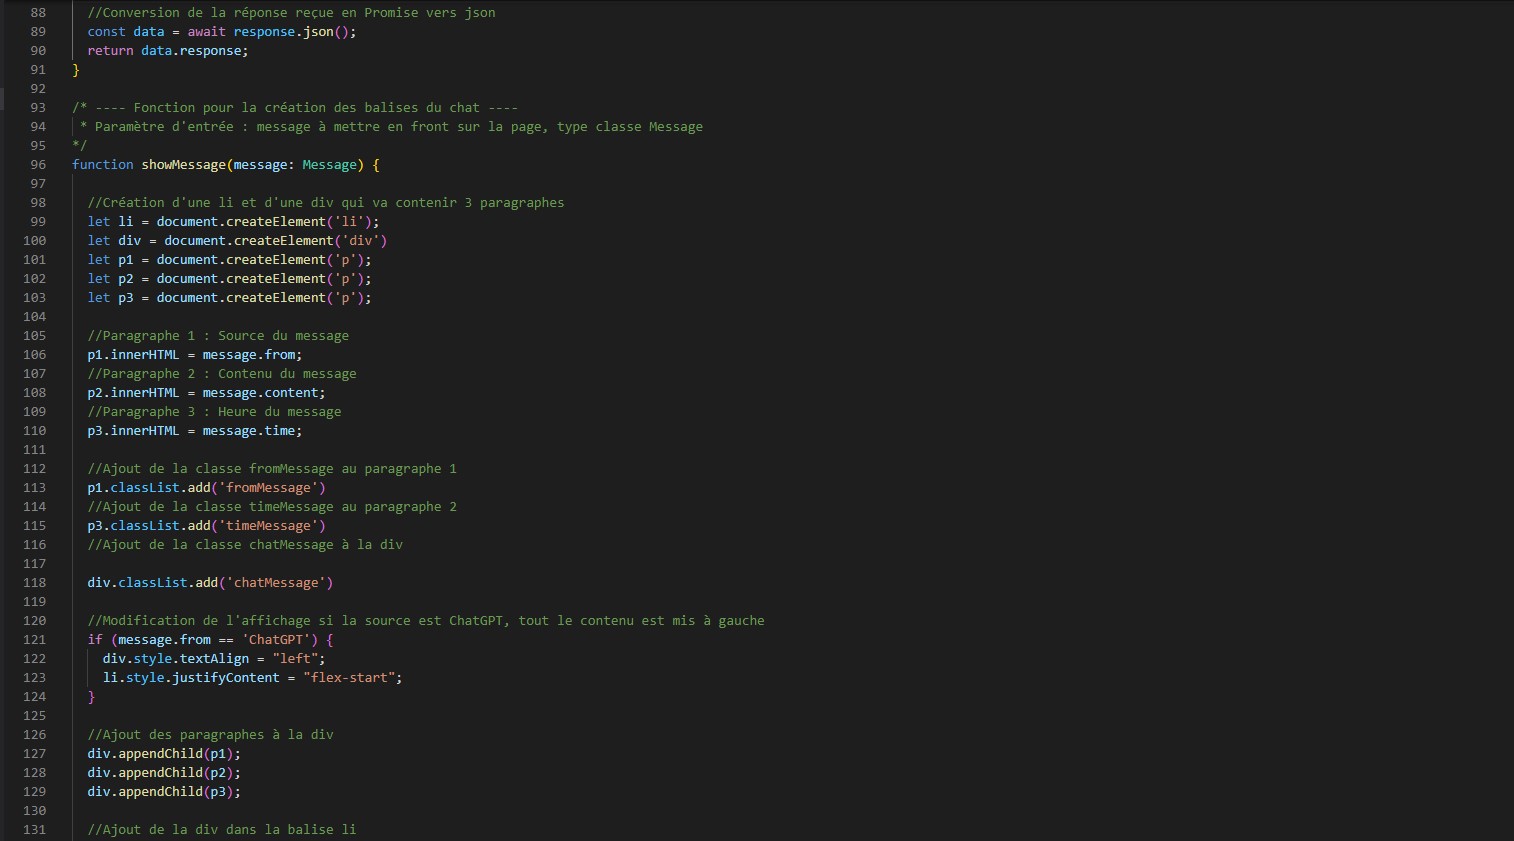 88 //Conversion de la réponse reçue en Promise vers json
89 const data = await response.json();
90 return data.response;
91 }
92
93 /* ---- Fonction pour la création des balises du chat ----
94 * Paramètre d'entrée : message à mettre en front sur la page, type classe Message
95 */
96 function showMessage(message: Message) {
97
98 //Création d'une li et d'une div qui va contenir 3 paragraphes
99 let li = document.createElement('li');
100 let div = document.createElement('div')
101 let p1 = document.createElement('p');
102 let p2 = document.createElement('p');
103 let p3 = document.createElement('p');
104
105 //Paragraphe 1 : Source du message
106 p1.innerHTML = message.from;
107 //Paragraphe 2 : Contenu du message
108 p2.innerHTML = message.content;
109 //Paragraphe 3 : Heure du message
110 p3.innerHTML = message.time;
111
112 //Ajout de la classe fromMessage au paragraphe 1
113 p1.classList.add('fromMessage')
114 //Ajout de la classe timeMessage au paragraphe 2
115 p3.classList.add('timeMessage')
116 //Ajout de la classe chatMessage à la div
117
118 div.classList.add('chatMessage')
119
120 //Modification de l'affichage si la source est ChatGPT, tout le contenu est mis à gauche
121 if (message.from == 'ChatGPT') {
122 div.style.textAlign = "left";
123 li.style.justifyContent = "flex-start";
124 }
125
126 //Ajout des paragraphes à la div
127 div.appendChild(p1);
128 div.appendChild(p2);
129 div.appendChild(p3);
130
131 //Ajout de la div dans la balise li